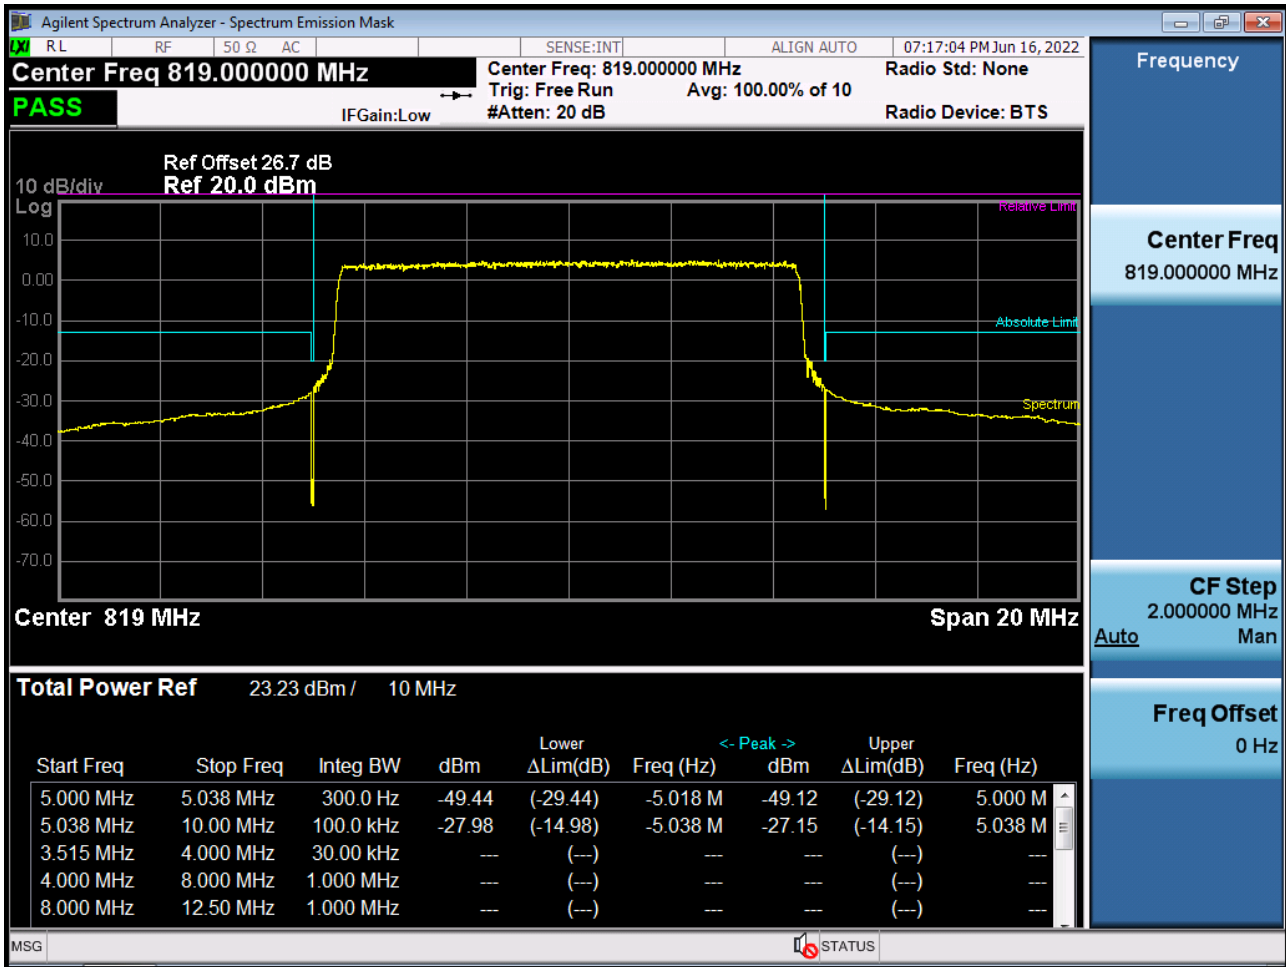 Agilent Spectrum Analyzer - Spectrum Emission Mask
LXI RL RF 50 Ω AC SENSE:INT ALIGN AUTO 07:17:04 PM Jun 16, 2022
Center Freq 819.000000 MHz
Center Freq: 819.000000 MHz
Radio Std: None
Trig: Free Run
Avg: 100.00% of 10
PASS
IFGain:Low
#Atten: 20 dB
Radio Device: BTS
Ref Offset 26.7 dB
10 dB/div Ref 20.0 dBm
Log
Relative Limit
10.0
0.00
-10.0
Absolute Limit
-20.0
-30.0
Spectrum
-40.0
-50.0
-60.0
-70.0
Center 819 MHz Span 20 MHz
Total Power Ref 23.23 dBm / 10 MHz
Lower <- Peak -> Upper
Start Freq Stop Freq Integ BW dBm ΔLim(dB) Freq (Hz) dBm ΔLim(dB) Freq (Hz)
5.000 MHz 5.038 MHz 300.0 Hz -49.44 (-29.44) -5.018 M -49.12 (-29.12) 5.000 M
5.038 MHz 10.00 MHz 100.0 kHz -27.98 (-14.98) -5.038 M -27.15 (-14.15) 5.038 M
3.515 MHz 4.000 MHz 30.00 kHz --- (---) --- --- (---) ---
4.000 MHz 8.000 MHz 1.000 MHz --- (---) --- --- (---) ---
8.000 MHz 12.50 MHz 1.000 MHz --- (---) --- --- (---) ---
MSG STATUS
Frequency
Center Freq
819.000000 MHz
CF Step
2.000000 MHz
Auto Man
Freq Offset
0 Hz